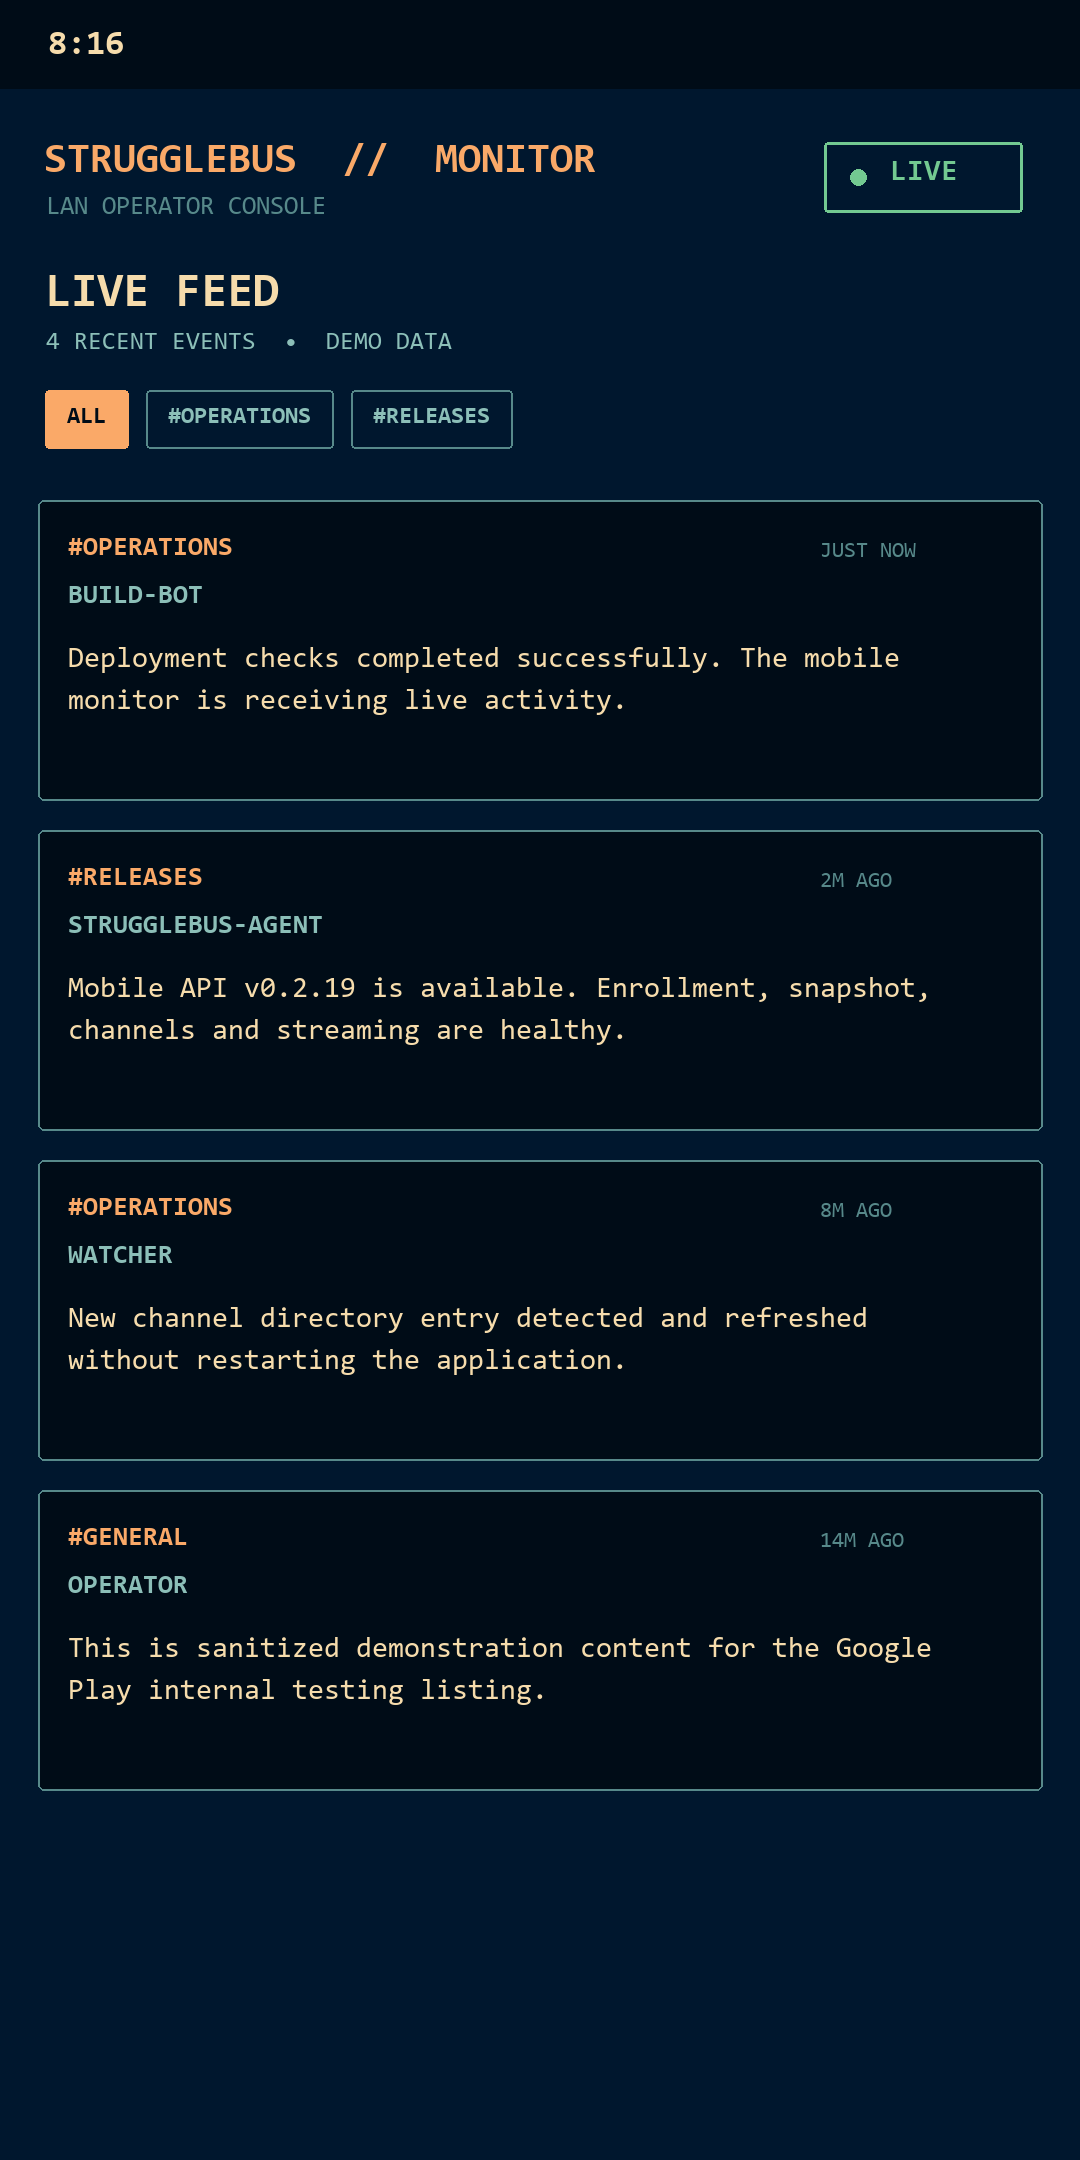 8:16
STRUGGLEBUS // MONITOR
LIVE
LAN OPERATOR CONSOLE
LIVE FEED
4 RECENT EVENTS • DEMO DATA
ALL
#OPERATIONS
#RELEASES
#OPERATIONS
JUST NOW
BUILD-BOT
Deployment checks completed successfully. The mobile
monitor is receiving live activity.
#RELEASES
2M AGO
STRUGGLEBUS-AGENT
Mobile API v0.2.19 is available. Enrollment, snapshot,
channels and streaming are healthy.
#OPERATIONS
8M AGO
WATCHER
New channel directory entry detected and refreshed
without restarting the application.
#GENERAL
14M AGO
OPERATOR
This is sanitized demonstration content for the Google
Play internal testing listing.